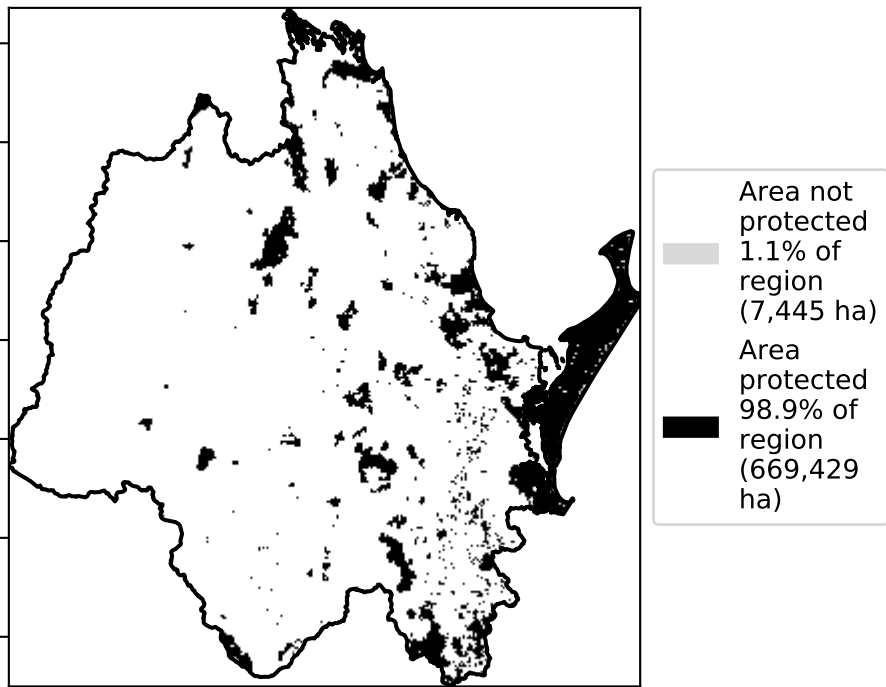 Area not
protected
1.1% of
region
(7,445 ha)
Area
protected
98.9% of
region
(669,429
ha)